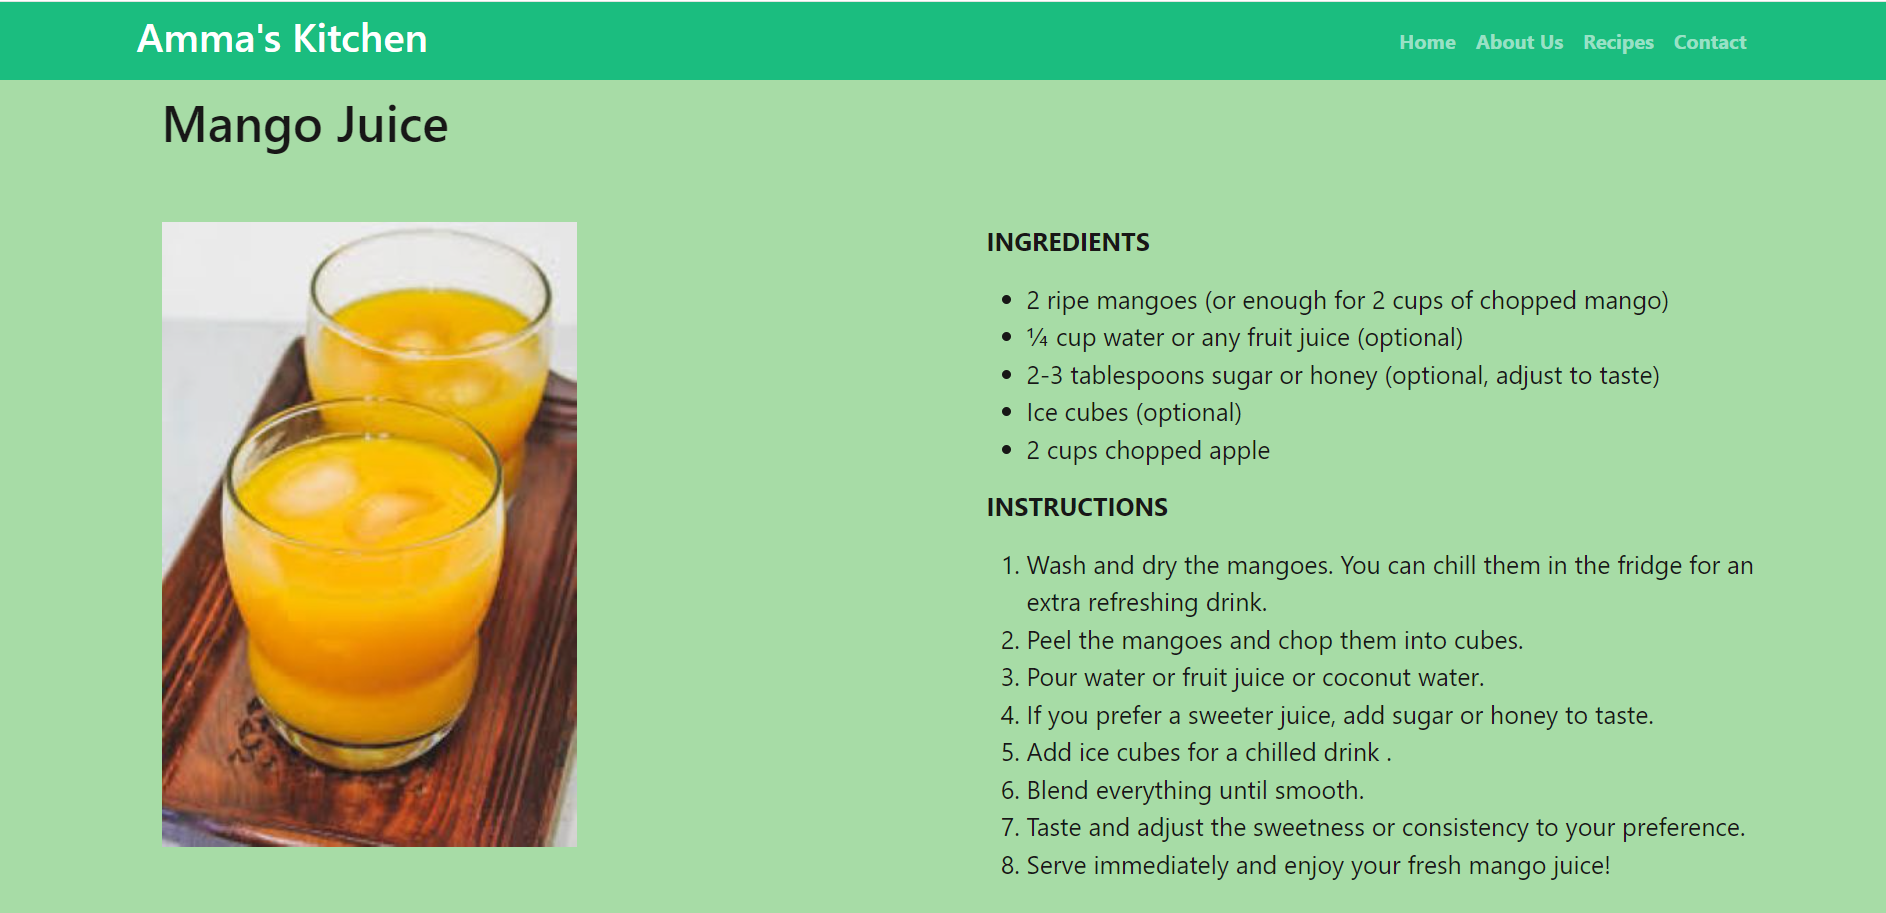 Amma's Kitchen
Home About Us Recipes Contact
Mango Juice
INGREDIENTS
• 2 ripe mangoes (or enough for 2 cups of chopped mango)
• ¼ cup water or any fruit juice (optional)
• 2-3 tablespoons sugar or honey (optional, adjust to taste)
• Ice cubes (optional)
• 2 cups chopped apple
INSTRUCTIONS
1. Wash and dry the mangoes. You can chill them in the fridge for an
extra refreshing drink.
2. Peel the mangoes and chop them into cubes.
3. Pour water or fruit juice or coconut water.
4. If you prefer a sweeter juice, add sugar or honey to taste.
5. Add ice cubes for a chilled drink .
6. Blend everything until smooth.
7. Taste and adjust the sweetness or consistency to your preference.
8. Serve immediately and enjoy your fresh mango juice!